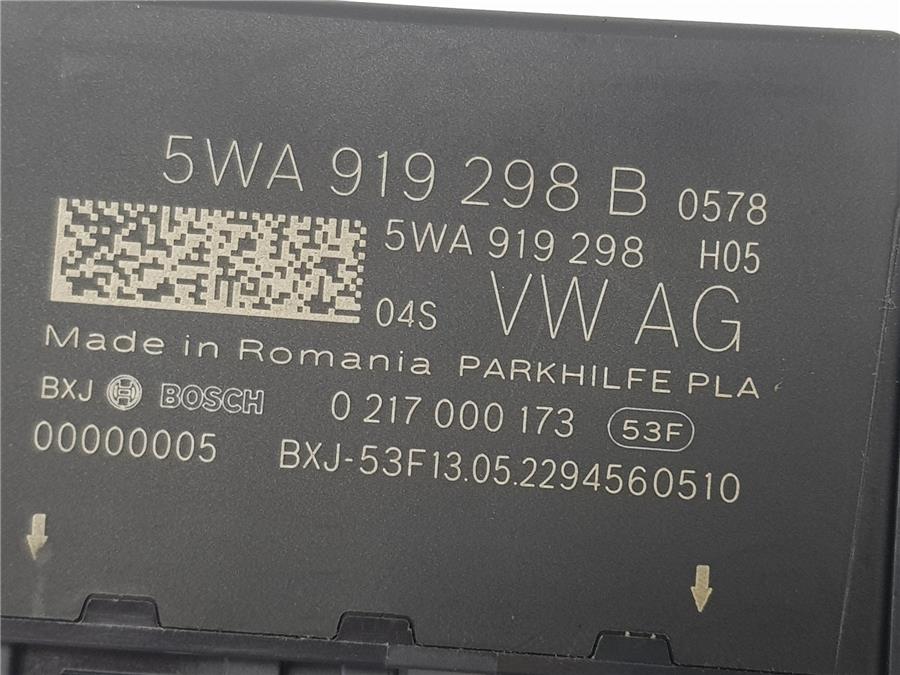 5WA 919 298 B 0578
5WA 919 298 H05
04S VW AG
Made in Romania PARKHILFE PLA
BXJ BOSCH 0 217 000 173 53F
00000005 BXJ-53F13.05.2294560510